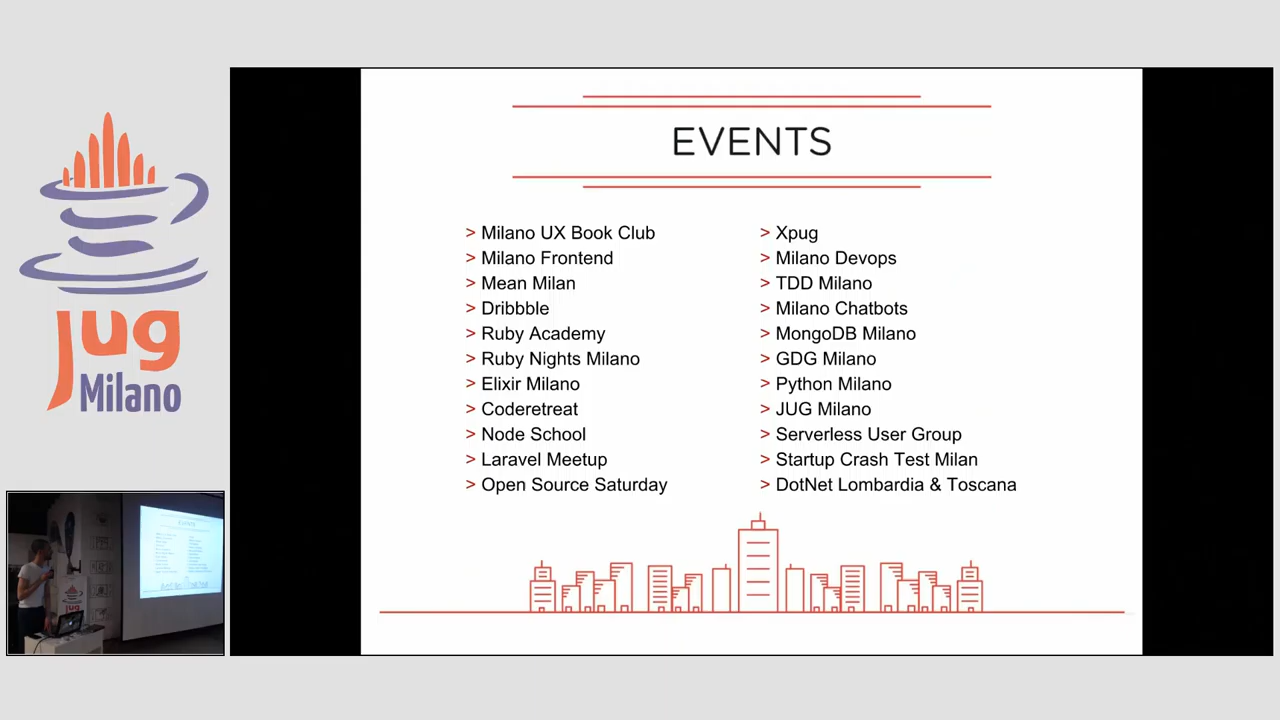 jug
Milano
EVENTS
> Milano UX Book Club
> Milano Frontend
> Mean Milan
> Dribbble
> Ruby Academy
> Ruby Nights Milano
> Elixir Milano
> Coderetreat
> Node School
> Laravel Meetup
> Open Source Saturday
> Xpug
> Milano Devops
> TDD Milano
> Milano Chatbots
> MongoDB Milano
> GDG Milano
> Python Milano
> JUG Milano
> Serverless User Group
> Startup Crash Test Milan
> DotNet Lombardia & Toscana
EVENTS
jug